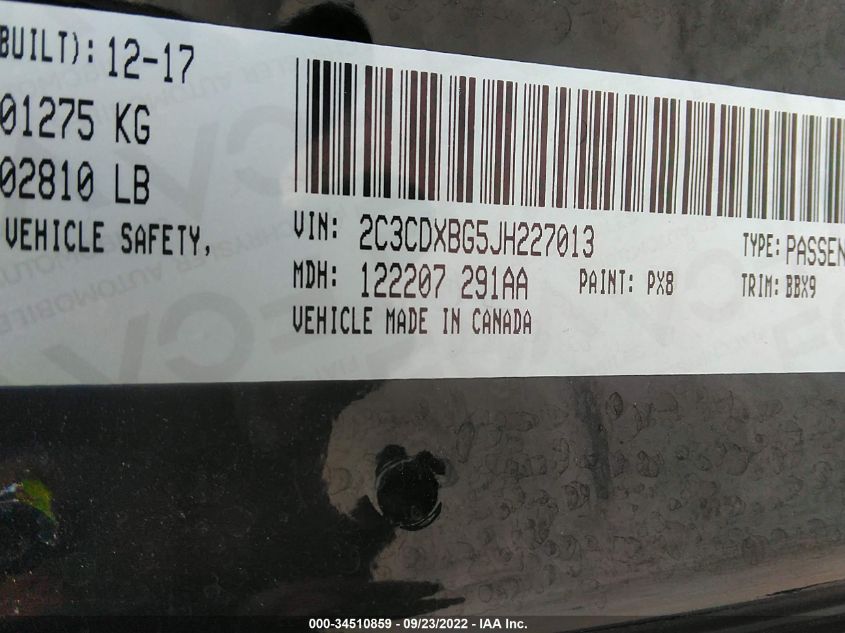 BUILT): 12-17
01275 KG
02810 LB
VEHICLE SAFETY,
VIN: 2C3CDXBG5JH227013 TYPE: PASSEN
MDH: 122207 291AA PAINT: PX8 TRIM: BBX9
VEHICLE MADE IN CANADA
000-34510859 - 09/23/2022 - IAA Inc.